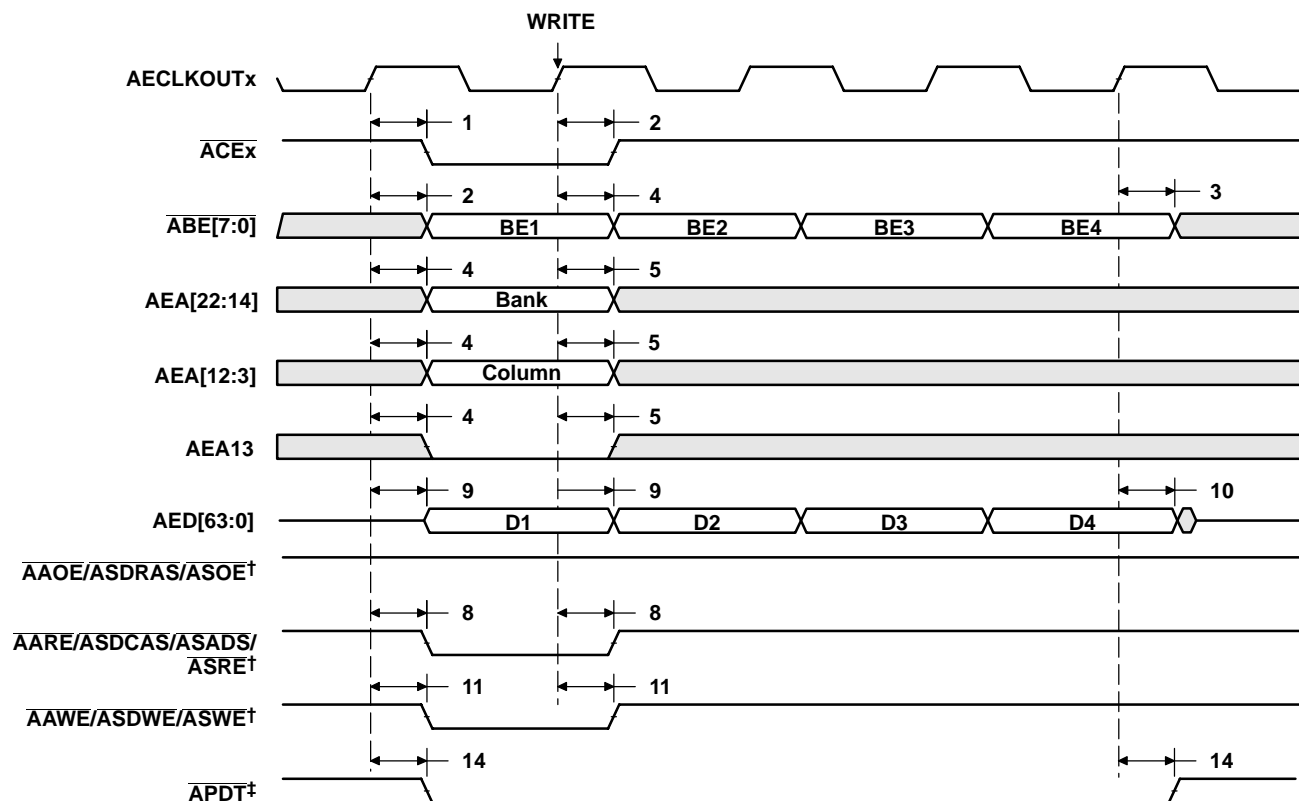 WRITE
AECLKOUTx
1 2
ACEx
2 4 3
ABE[7:0] BE1 BE2 BE3 BE4
4 5
AEA[22:14] Bank
4 5
AEA[12:3] Column
4 5
AEA13
9 9 10
AED[63:0] D1 D2 D3 D4
AAOE/ASDRAS/ASOE†
8 8
AARE/ASDCAS/ASADS/
ASRE†
11 11
AAWE/ASDWE/ASWE†
14 14
APDT‡